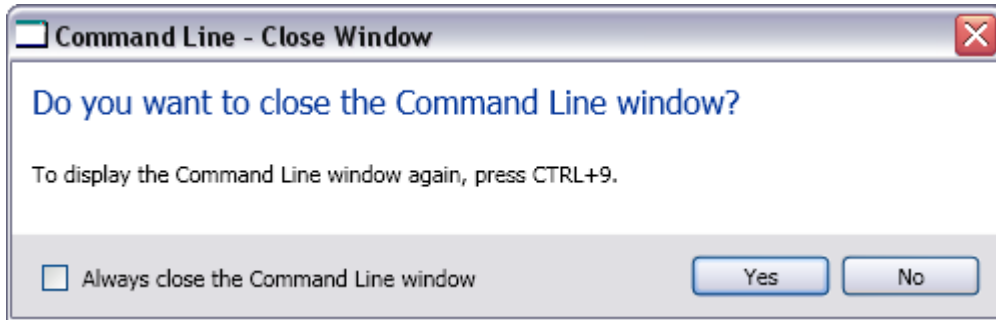 Command Line - Close Window
Do you want to close the Command Line window?
To display the Command Line window again, press CTRL+9.
Always close the Command Line window
Yes
No